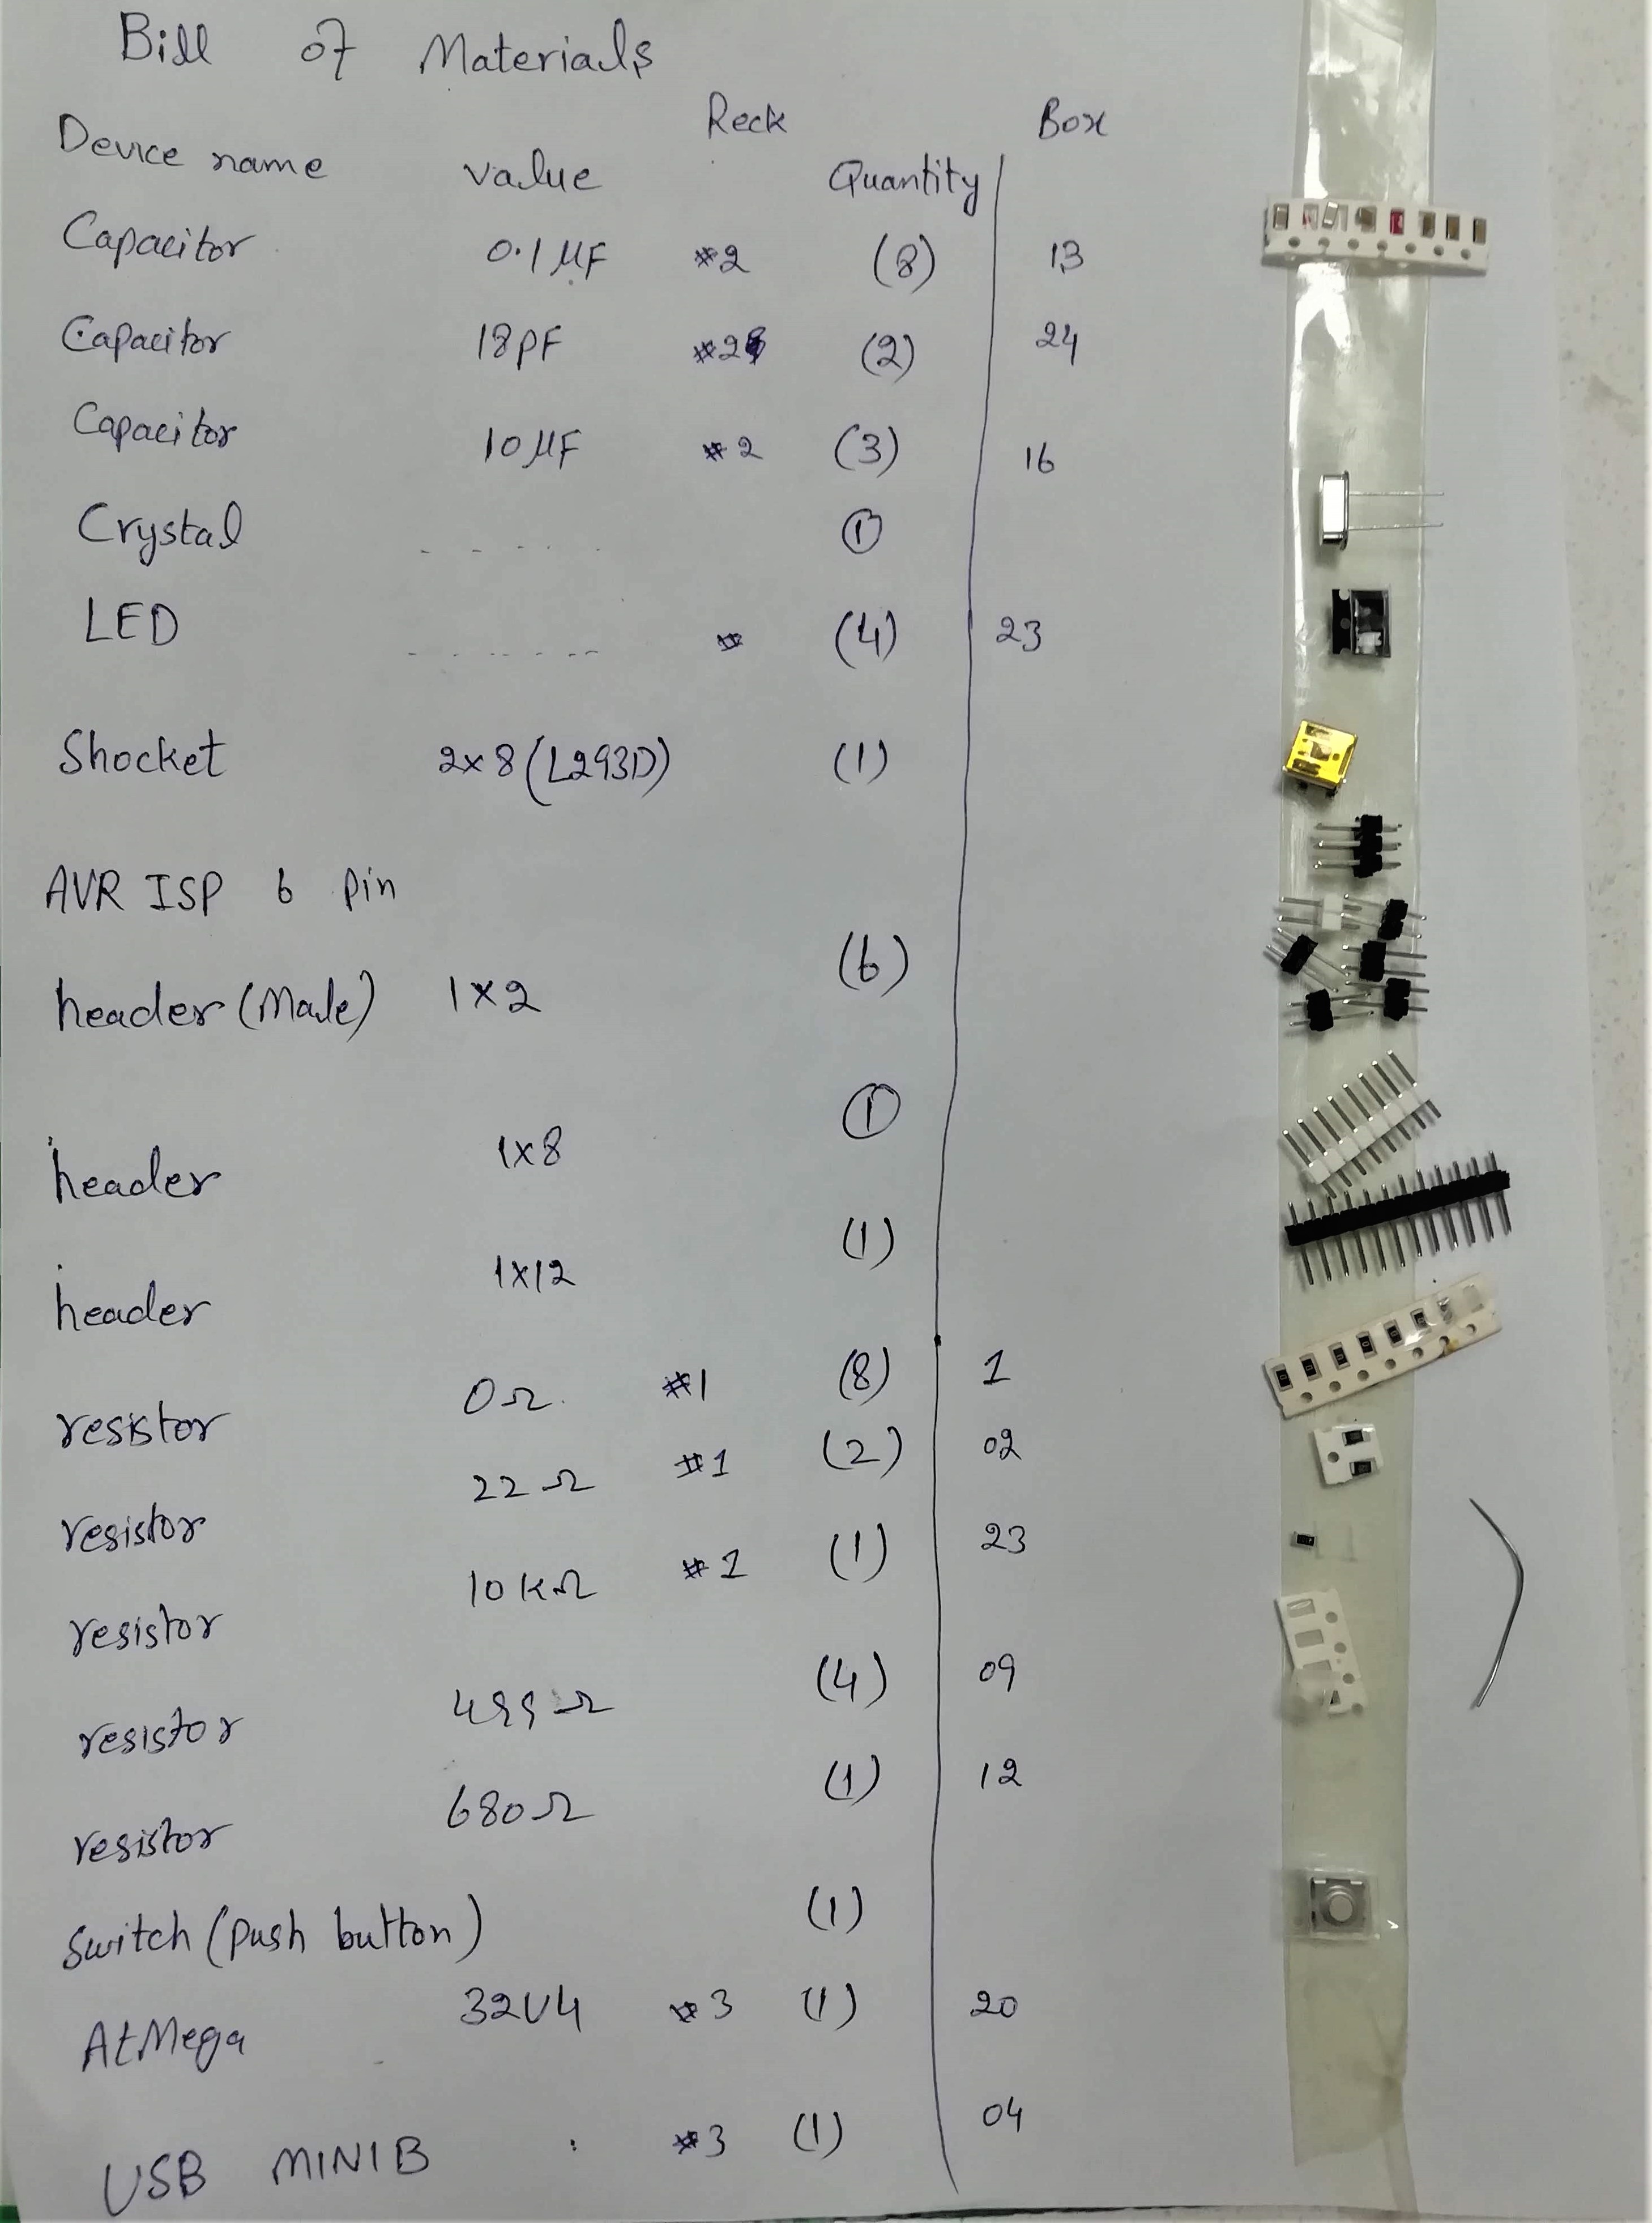 Bill of Materials
Reck Box
Device name value Quantity
Capacitor 0.1 µF #2 (8) 13
Capacitor 18pF #2 (2) 24
Capacitor 10 µF #2 (3) 16
Crystal ------ 1
LED ------- # (4) 23
Shocket 2x8 (L293D) (1)
AVR ISP 6 pin
header (Male) 1x2 (6)
header 1x8 1
header 1x12 (1)
resistor 0Ω. #1 (8) 1
resistor 22Ω #1 (2) 02
resistor 10KΩ #1 (1) 23
resistor 499Ω (4) 09
resistor 680Ω (1) 12
Switch (push button) (1)
AtMega 32U4 #3 (1) 20
USB MINIB #3 (1) 04